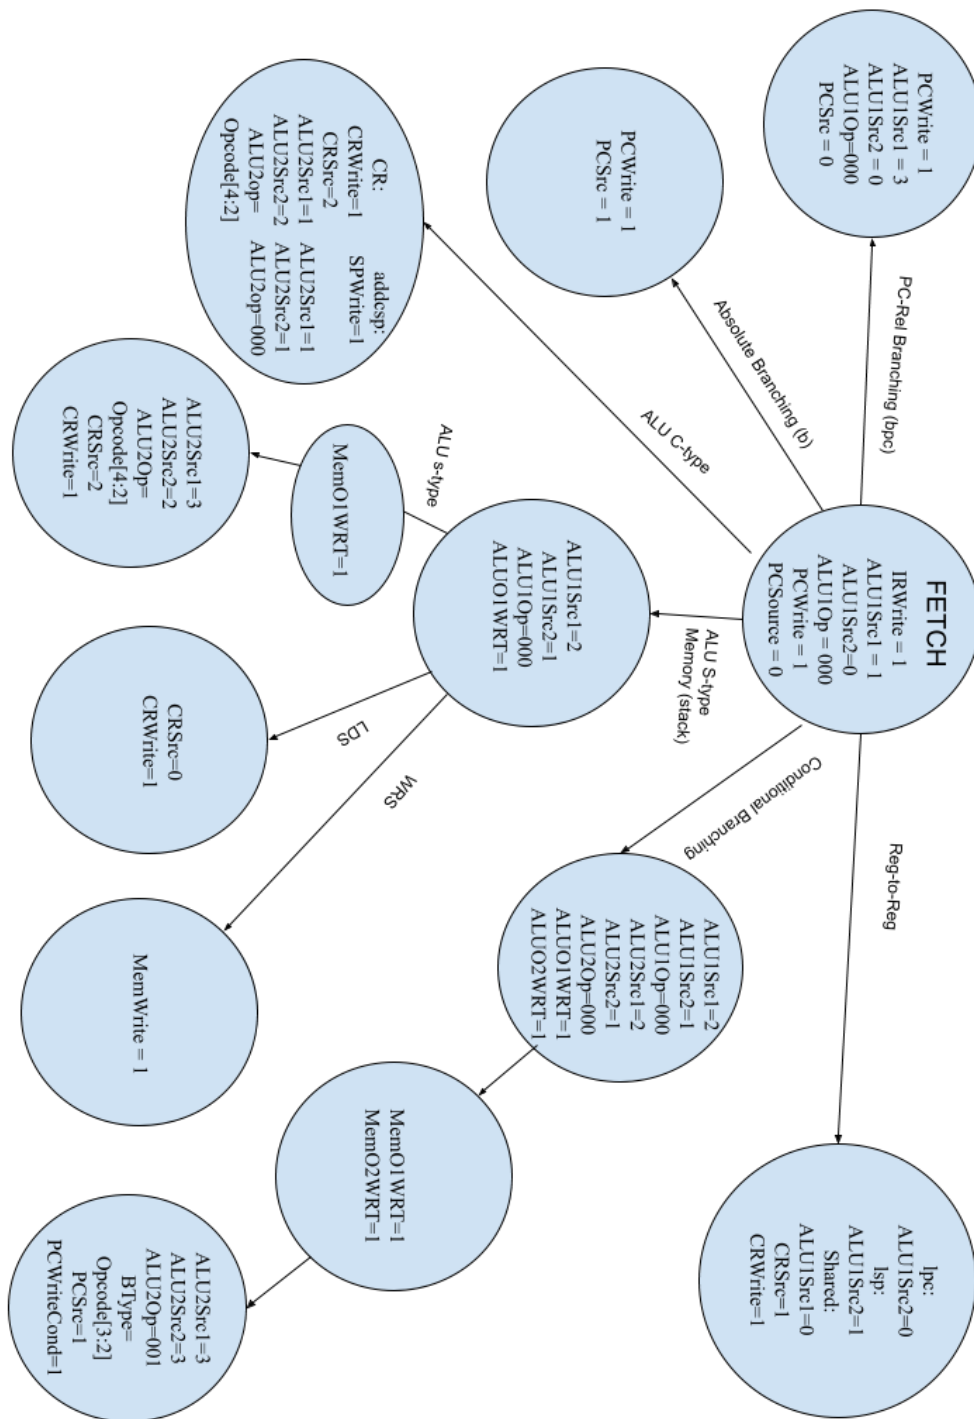 PCWrite = 1
ALU1Src1 = 3
ALU1Src2 = 0
ALU1Op=000
PCSrc = 0
PC-Rel Branching (bpc)
PCWrite = 1
PCSrc = 1
Absolute Branching (b)
CR:
CRWrite=1
CRSrc=2
ALU2Src1=1
ALU2Src2=2
ALU2op=
Opcode[4:2]
addcsp:
SPWrite=1
ALU2Src1=1
ALU2Src2=1
ALU2op=000
ALU C-type
FETCH
IRWrite = 1
ALU1Src1 = 1
ALU1Src2=0
ALU1Op = 000
PCWrite = 1
PCSource = 0
ALU S-type
Memory (stack)
ALU1Src1=2
ALU1Src2=1
ALU1Op=000
ALUO1WRT=1
ALU s-type
MemO1WRT=1
ALU2Src1=3
ALU2Src2=2
ALU2Op=
Opcode[4:2]
CRSrc=2
CRWrite=1
LDS
CRSrc=0
CRWrite=1
WRS
MemWrite = 1
Conditional Branching
ALU1Src1=2
ALU1Src2=1
ALU1Op=000
ALU2Src1=2
ALU2Src2=1
ALU2Op=000
ALUO1WRT=1
ALUO2WRT=1
MemO1WRT=1
MemO2WRT=1
ALU2Src1=3
ALU2Src2=3
ALU2Op=001
BType=
Opcode[3:2]
PCSrc=1
PCWriteCond=1
Reg-to-Reg
lpc:
ALU1Src2=0
lsp:
ALU1Src2=1
Shared:
ALU1Src1=0
CRSrc=1
CRWrite=1